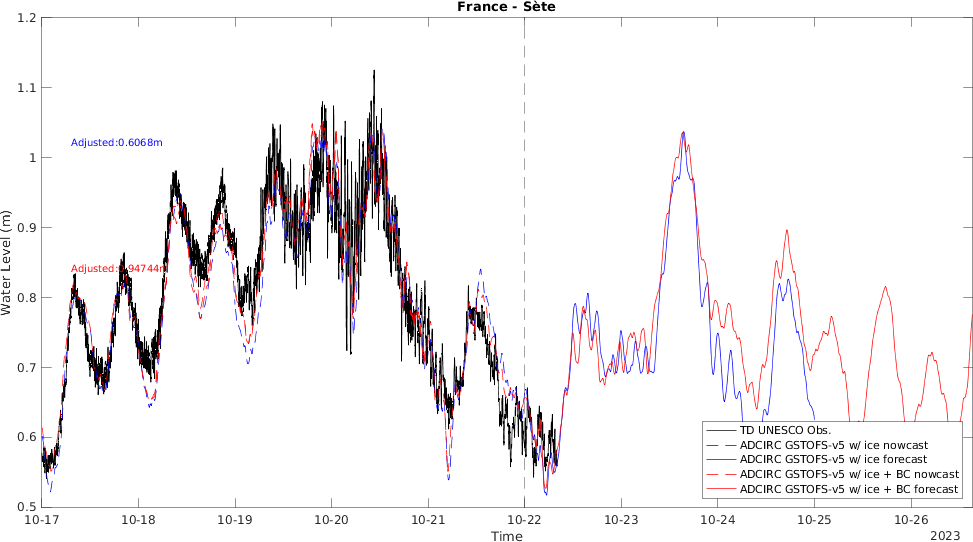 France - Sète
1.2
1.1
1
0.9
0.8
0.7
0.6
0.5
Water Level (m)
Adjusted:0.6068m
Adjusted: 94744m
TD UNESCO Obs.
ADCIRC GSTOFS-v5 w/ ice nowcast
ADCIRC GSTOFS-v5 w/ ice forecast
ADCIRC GSTOFS-v5 w/ ice + BC nowcast
ADCIRC GSTOFS-v5 w/ ice + BC forecast
10-17 10-18 10-19 10-20 10-21 10-22 10-23 10-24 10-25 10-26
Time
2023